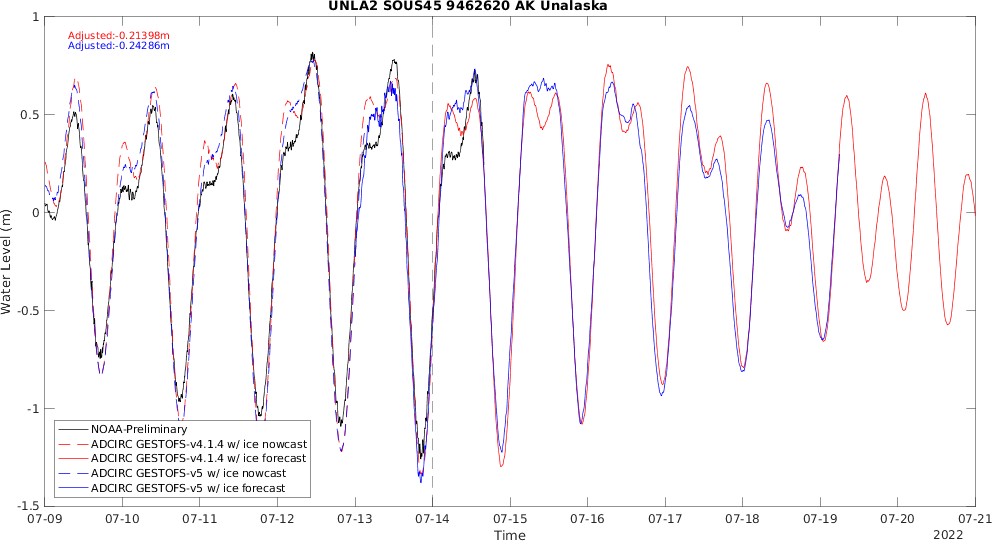 UNLA2 SOUS45 9462620 AK Unalaska
Adjusted:-0.21398m
Adjusted:-0.24286m
1
0.5
0
-0.5
-1
-1.5
Water Level (m)
NOAA-Preliminary
ADCIRC GESTOFS-v4.1.4 w/ ice nowcast
ADCIRC GESTOFS-v4.1.4 w/ ice forecast
ADCIRC GESTOFS-v5 w/ ice nowcast
ADCIRC GESTOFS-v5 w/ ice forecast
07-09 07-10 07-11 07-12 07-13 07-14 07-15 07-16 07-17 07-18 07-19 07-20 07-21
Time
2022